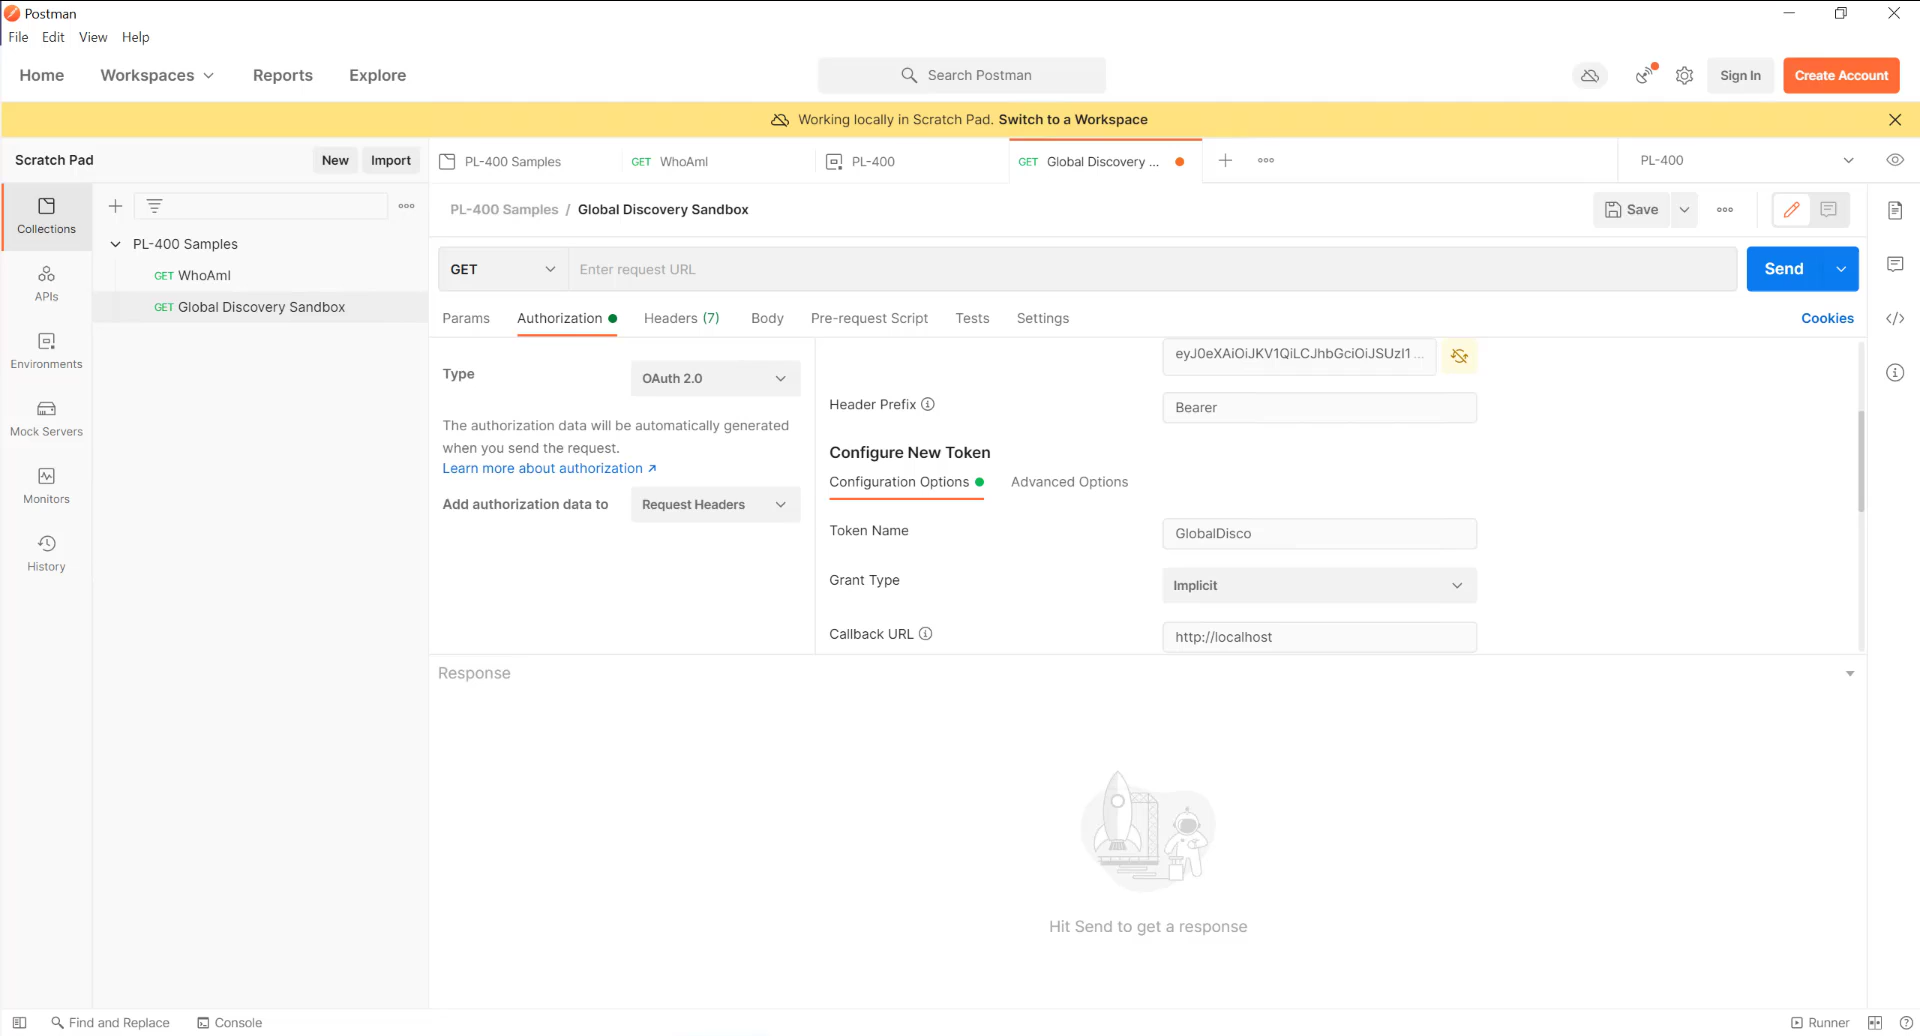 Postman
File Edit View Help
Home Workspaces Reports Explore
Search Postman
Sign In Create Account
Working locally in Scratch Pad. Switch to a Workspace
Scratch Pad New Import
PL-400 Samples GET WhoAmI PL-400 GET Global Discovery ... PL-400
PL-400 Samples / Global Discovery Sandbox Save
Collections
PL-400 Samples
GET WhoAmI
GET Global Discovery Sandbox
APIs
Environments
Mock Servers
Monitors
History
GET Enter request URL Send
Params Authorization Headers (7) Body Pre-request Script Tests Settings Cookies
Type OAuth 2.0
The authorization data will be automatically generated
when you send the request.
Learn more about authorization ↗
Add authorization data to Request Headers
eyJ0eXAiOiJKV1QiLCJhbGciOiJSUzI1 ...
Header Prefix Bearer
Configure New Token
Configuration Options Advanced Options
Token Name GlobalDisco
Grant Type Implicit
Callback URL http://localhost
Response
Hit Send to get a response
Find and Replace Console Runner